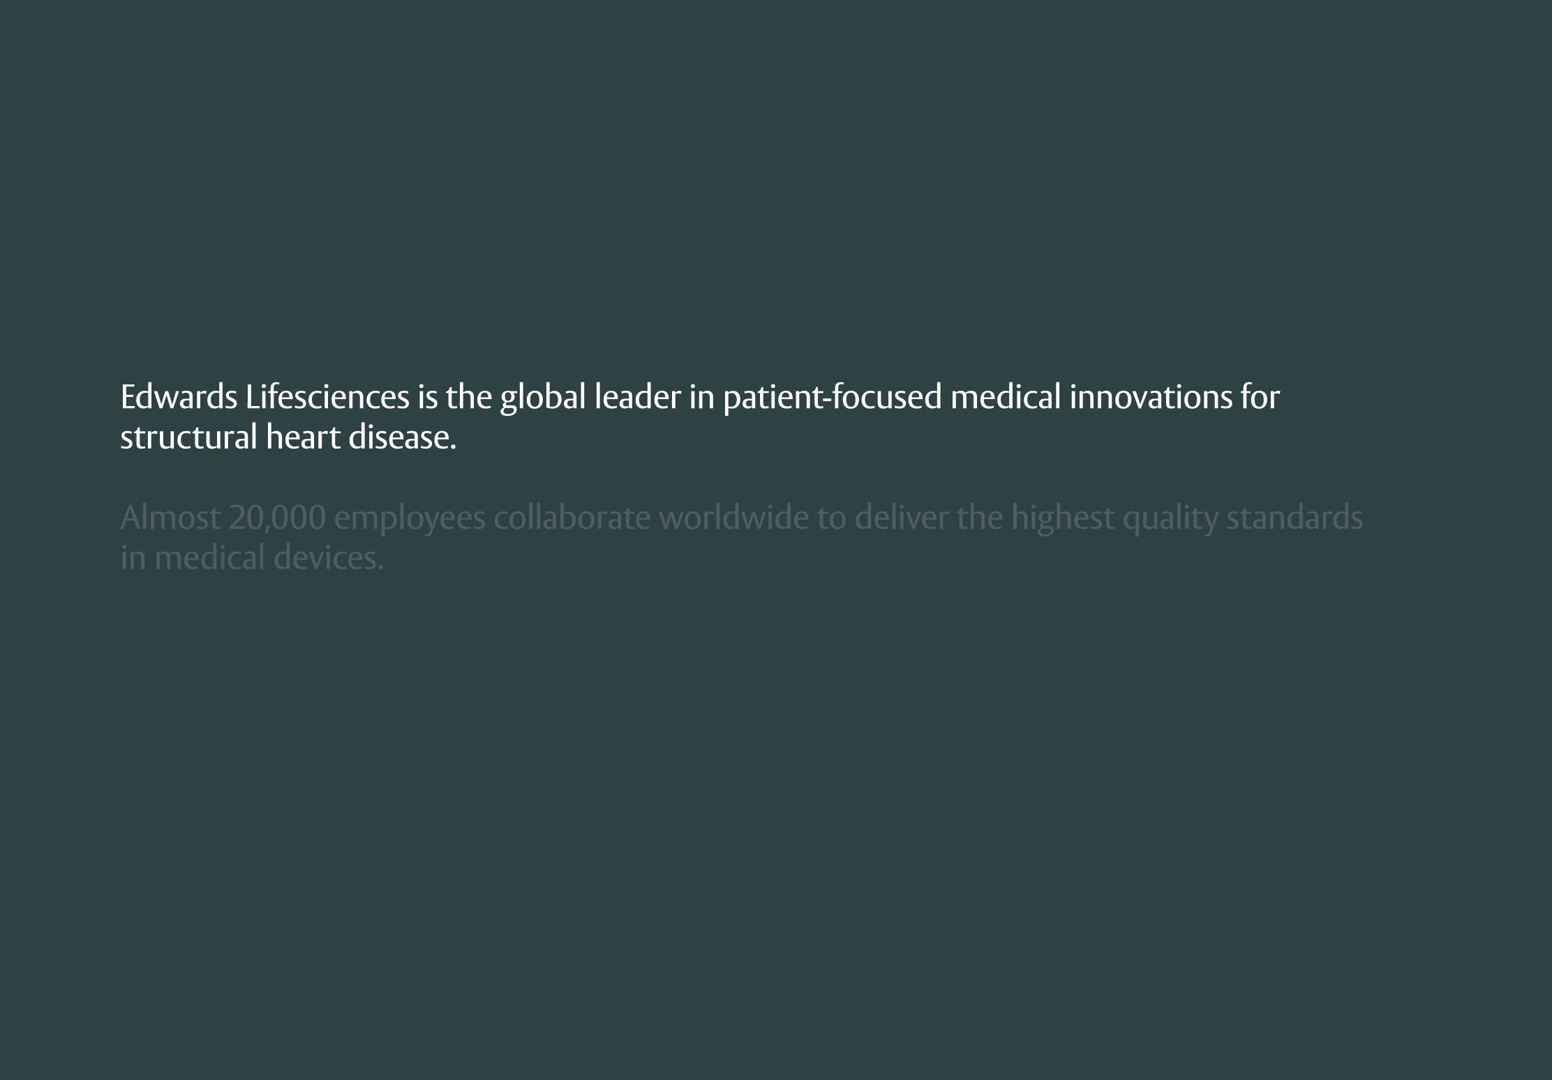 Edwards Lifesciences is the global leader in patient-focused medical innovations for
structural heart disease.
Almost 20,000 employees collaborate worldwide to deliver the highest quality standards
in medical devices.